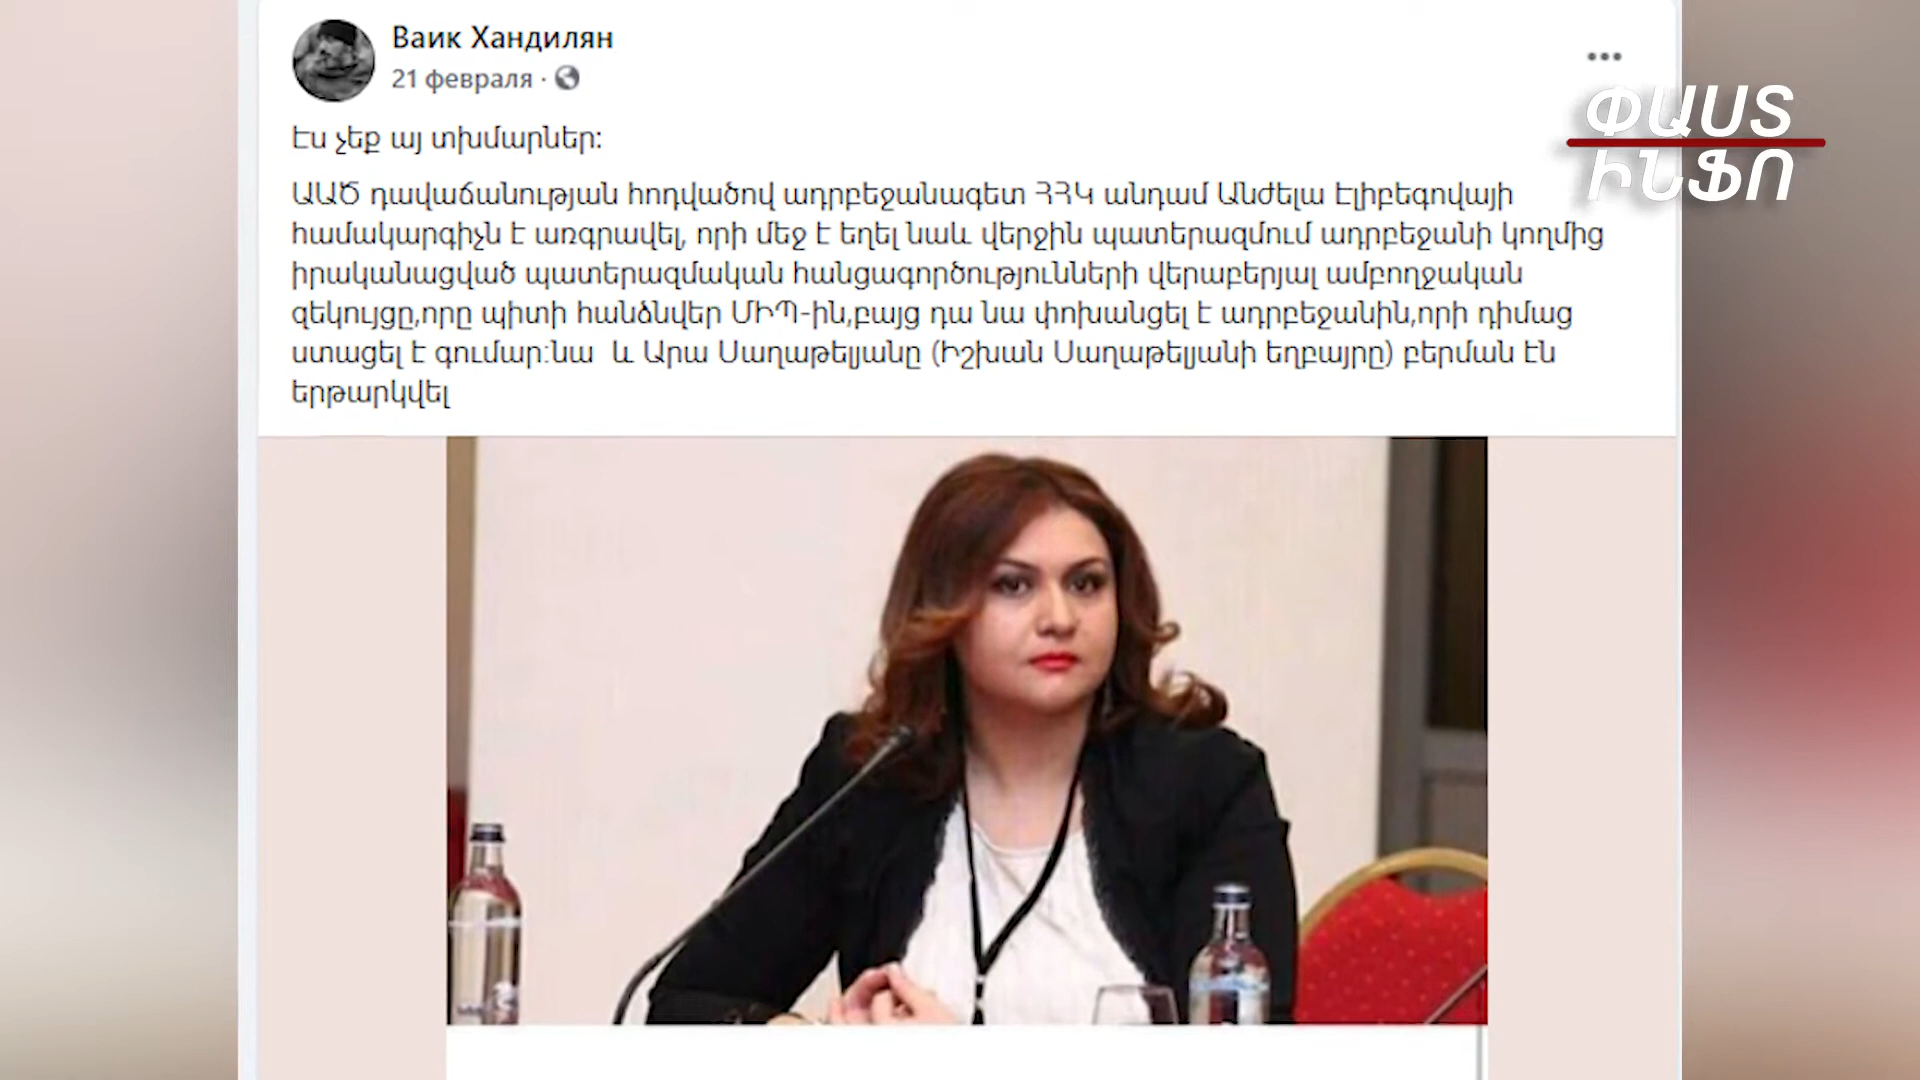 Ваик Хандилян
21 февраля ·
ՓԱՍՏ
ԻՆՖՈ
Էս չեք այ տխմարներ:
ԱԱԾ դավաճանության հոդվածով ադրբեջանագետ ՀՀԿ անդամ Անժելա Էլիբեգովայի
համակարգիչն է առգրավել, որի մեջ է եղել նաև վերջին պատերազմում ադրբեջանի կողմից
իրականացված պատերազմական հանցագործությունների վերաբերյալ ամբողջական
զեկույցը,որը պիտի հանձնվեր ՄԻՊ-ին,բայց դա նա փոխանցել է ադրբեջանին,որի դիմաց
ստացել է գումար:նա և Արա Սաղաթելյանը (Իշխան Սաղաթելյանի եղբայրը) բերման էն
երթարկվել